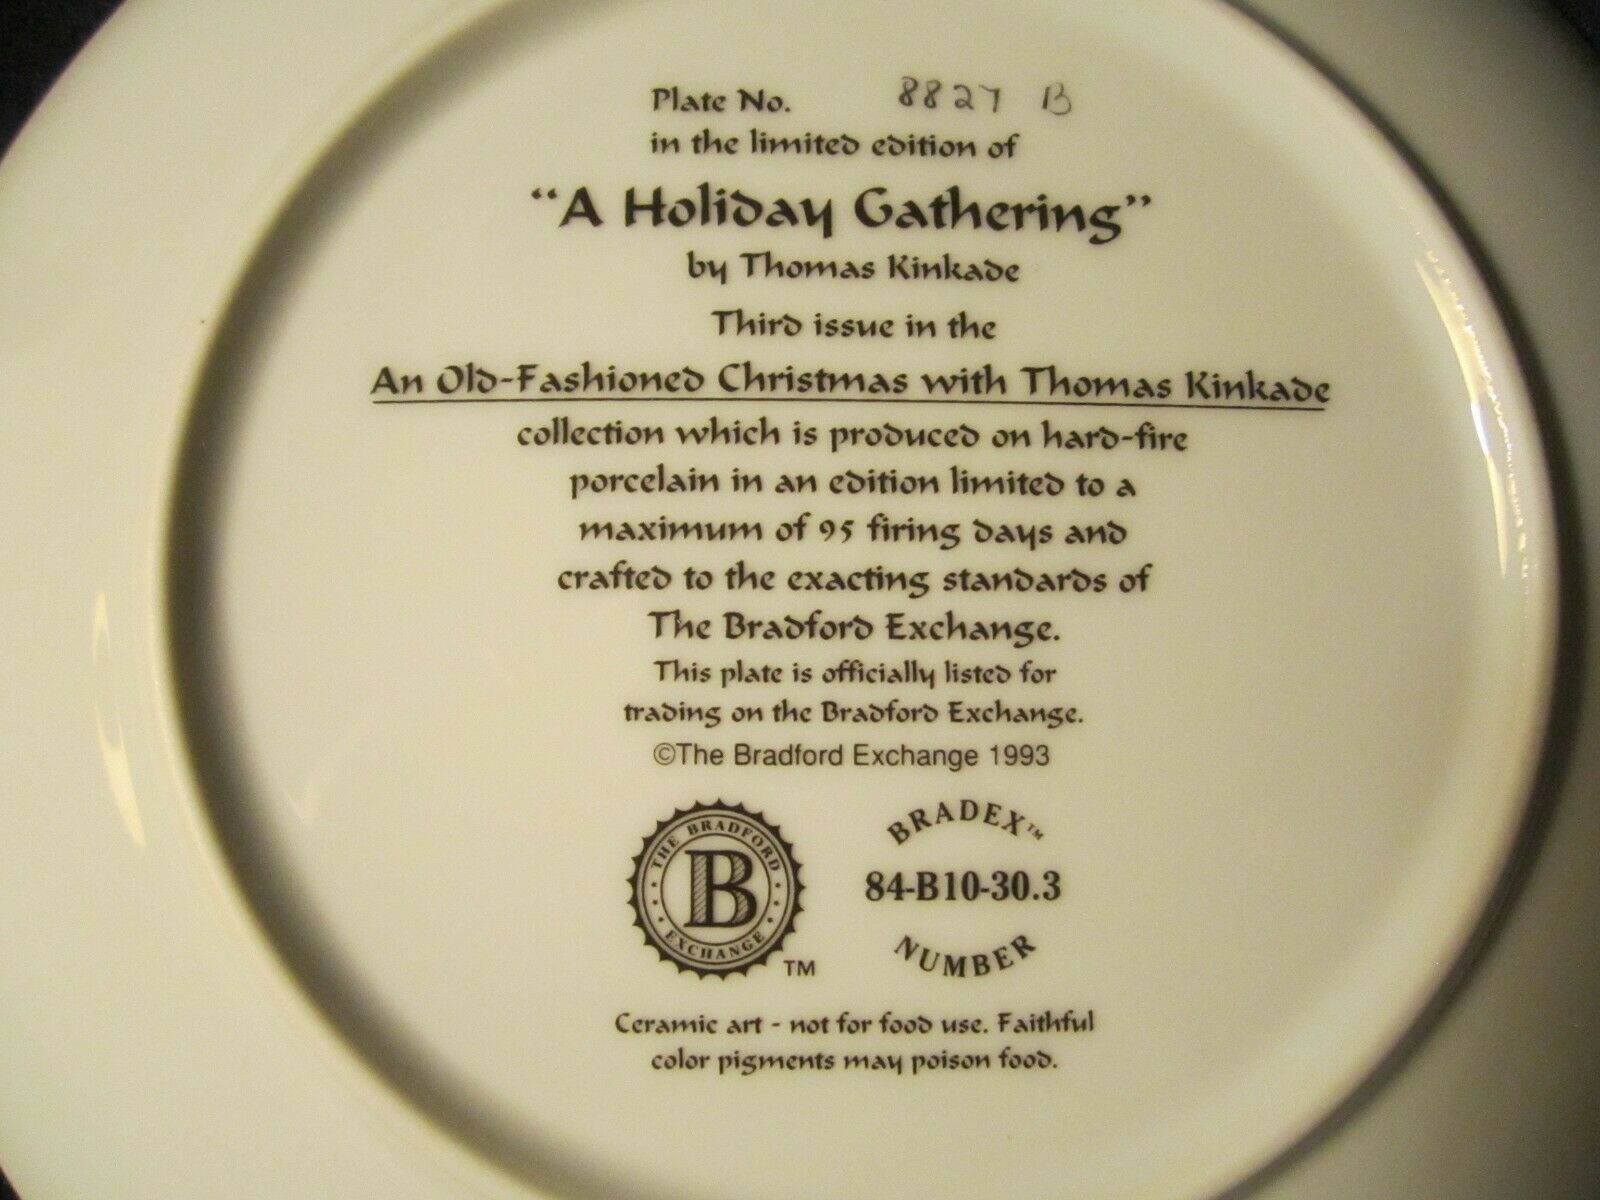 Plate No. 8827 B
in the limited edition of
“A Holiday Gathering”
by Thomas Kinkade
Third issue in the
An Old-Fashioned Christmas with Thomas Kinkade
collection which is produced on hard-fire
porcelain in an edition limited to a
maximum of 95 firing days and
crafted to the exacting standards of
The Bradford Exchange.
This plate is officially listed for
trading on the Bradford Exchange.
©The Bradford Exchange 1993
THE BRADFORD
B
EXCHANGE
TM
BRADEX™
84-B10-30.3
NUMBER
Ceramic art - not for food use. Faithful
color pigments may poison food.